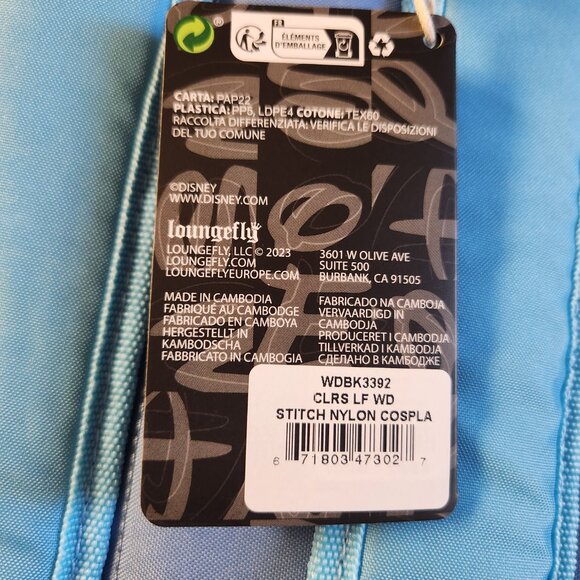 ®
FR
ÉLÉMENTS
D'EMBALLAGE
CARTA: PAP22
PLASTICA: PP5, LDPE4 COTONE: TEX60
RACCOLTA DIFFERENZIATA: VERIFICA LE DISPOSIZIONI
DEL TUO COMUNE
©DISNEY
WWW.DISNEY.COM
loungefly
LOUNGEFLY, LLC © 2023
LOUNGEFLY.COM
LOUNGEFLYEUROPE.COM
3601 W OLIVE AVE
SUITE 500
BURBANK, CA 91505
MADE IN CAMBODIA
FABRIQUÉ AU CAMBODGE
FABRICADO EN CAMBOYA
HERGESTELLT IN
KAMBODSCHA
FABBRICATO IN CAMBOGIA
FABRICADO NA CAMBOJA
VERVAARDIGD IN
CAMBODJA
PRODUCERET I CAMBODJA
TILLVERKAD I KAMBODJA
СДЕЛАНО В КАМБОДЖЕ
WDBK3392
CLRS LF WD
STITCH NYLON COSPLA
6 71803 47302 7